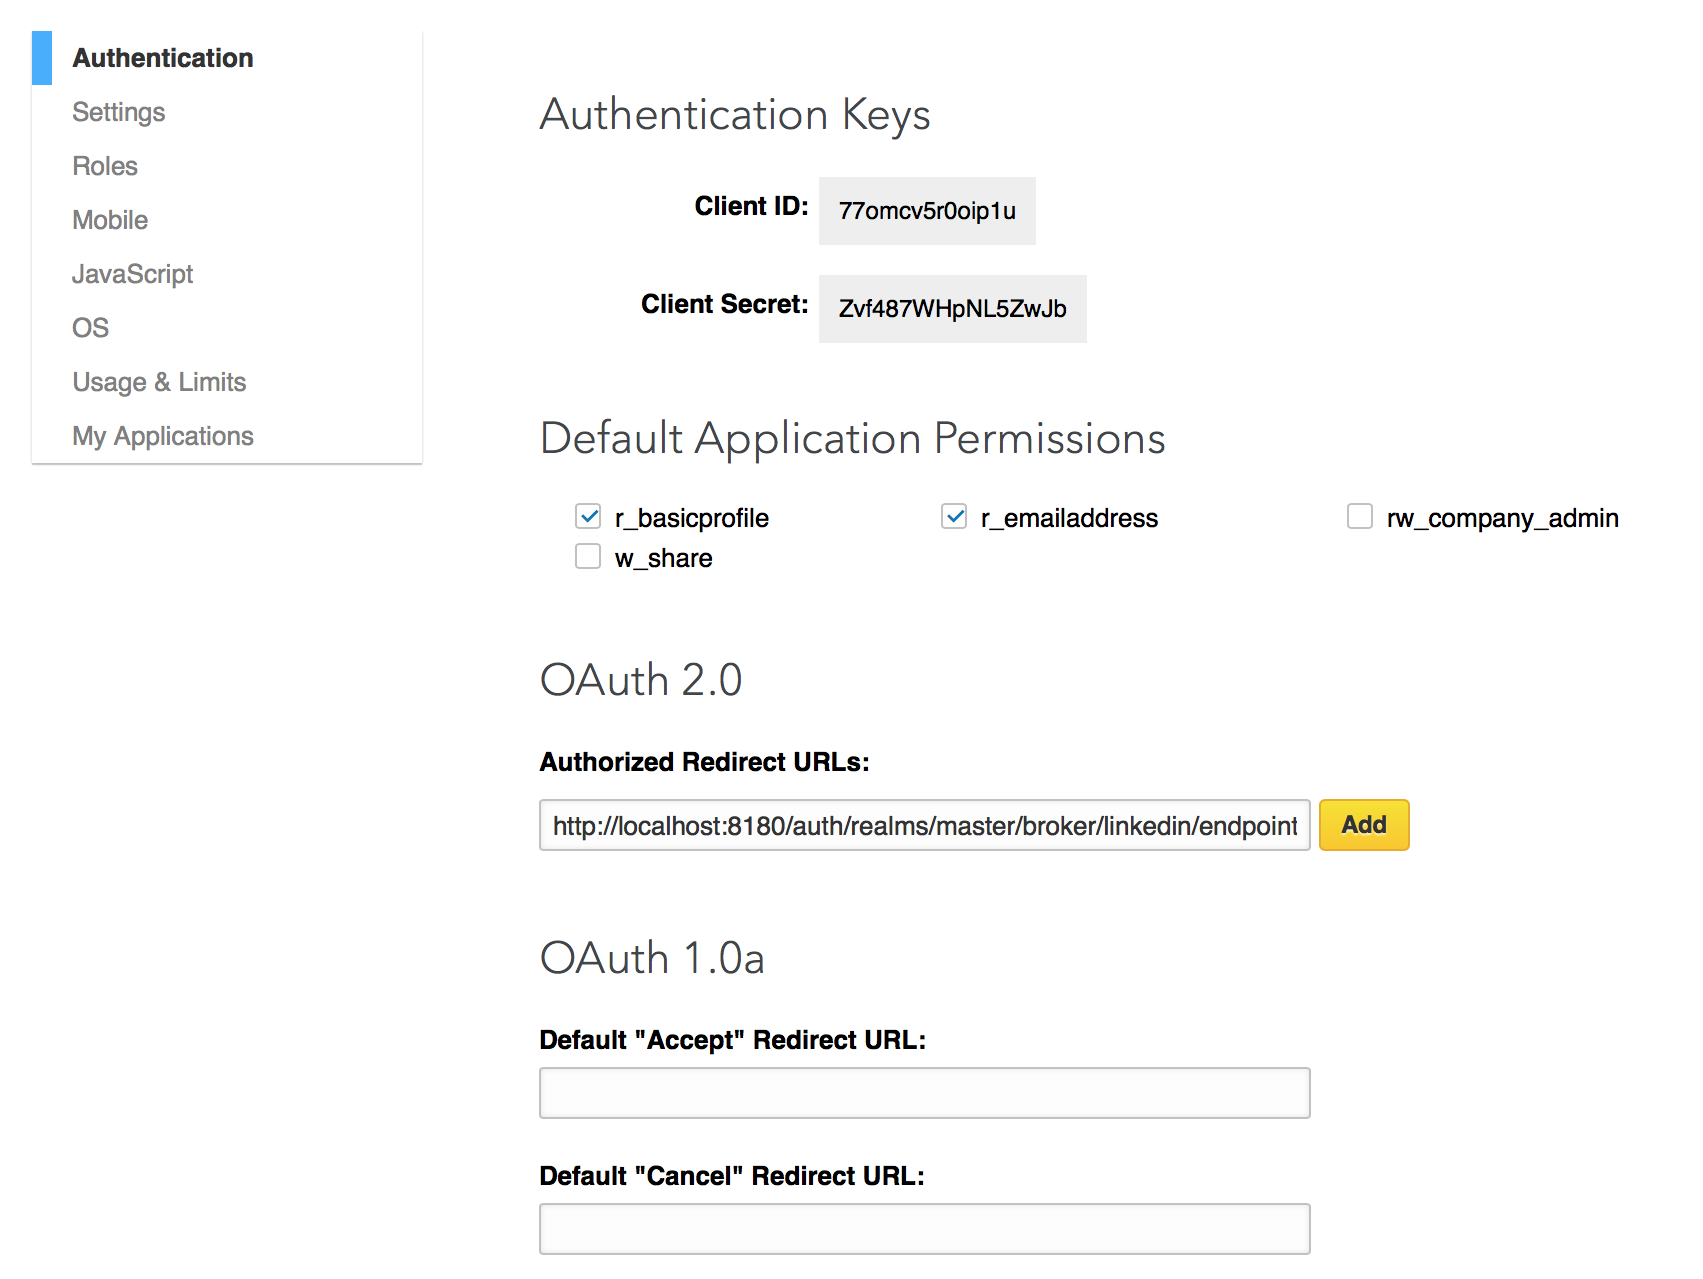 Authentication
Settings
Roles
Mobile
JavaScript
OS
Usage & Limits
My Applications
Authentication Keys
Client ID: 77omcv5r0oip1u
Client Secret: Zvf487WHpNL5ZwJb
Default Application Permissions
r_basicprofile r_emailaddress rw_company_admin
w_share
OAuth 2.0
Authorized Redirect URLs:
http://localhost:8180/auth/realms/master/broker/linkedin/endpoint Add
OAuth 1.0a
Default "Accept" Redirect URL:
Default "Cancel" Redirect URL: